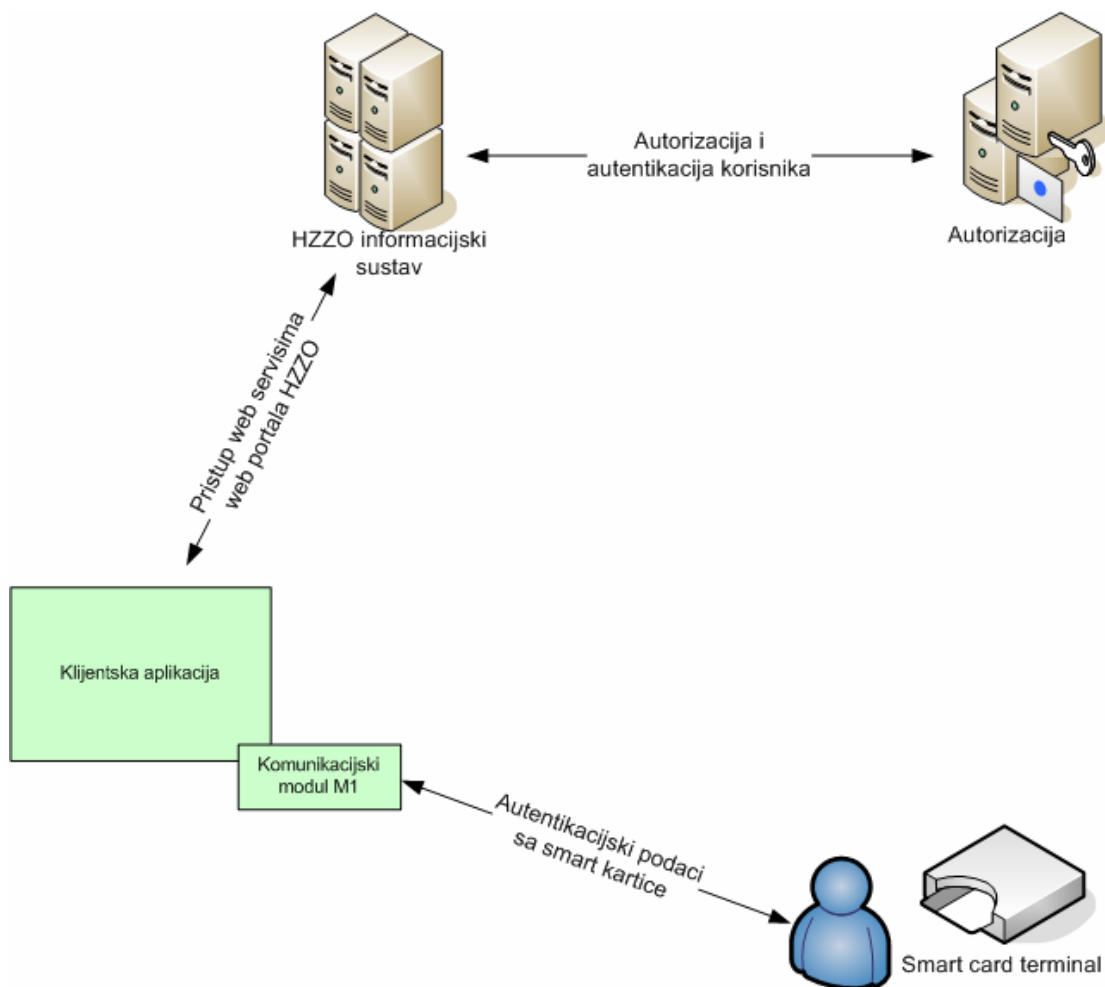 Autorizacija i
autentikacija korisnika
HZZO informacijski
sustav
Autorizacija
Pristup web servisima
web portala HZZO
Klijentska aplikacija
Komunikacijski
modul M1
Autentikacijski podaci
sa smart kartice
Smart card terminal